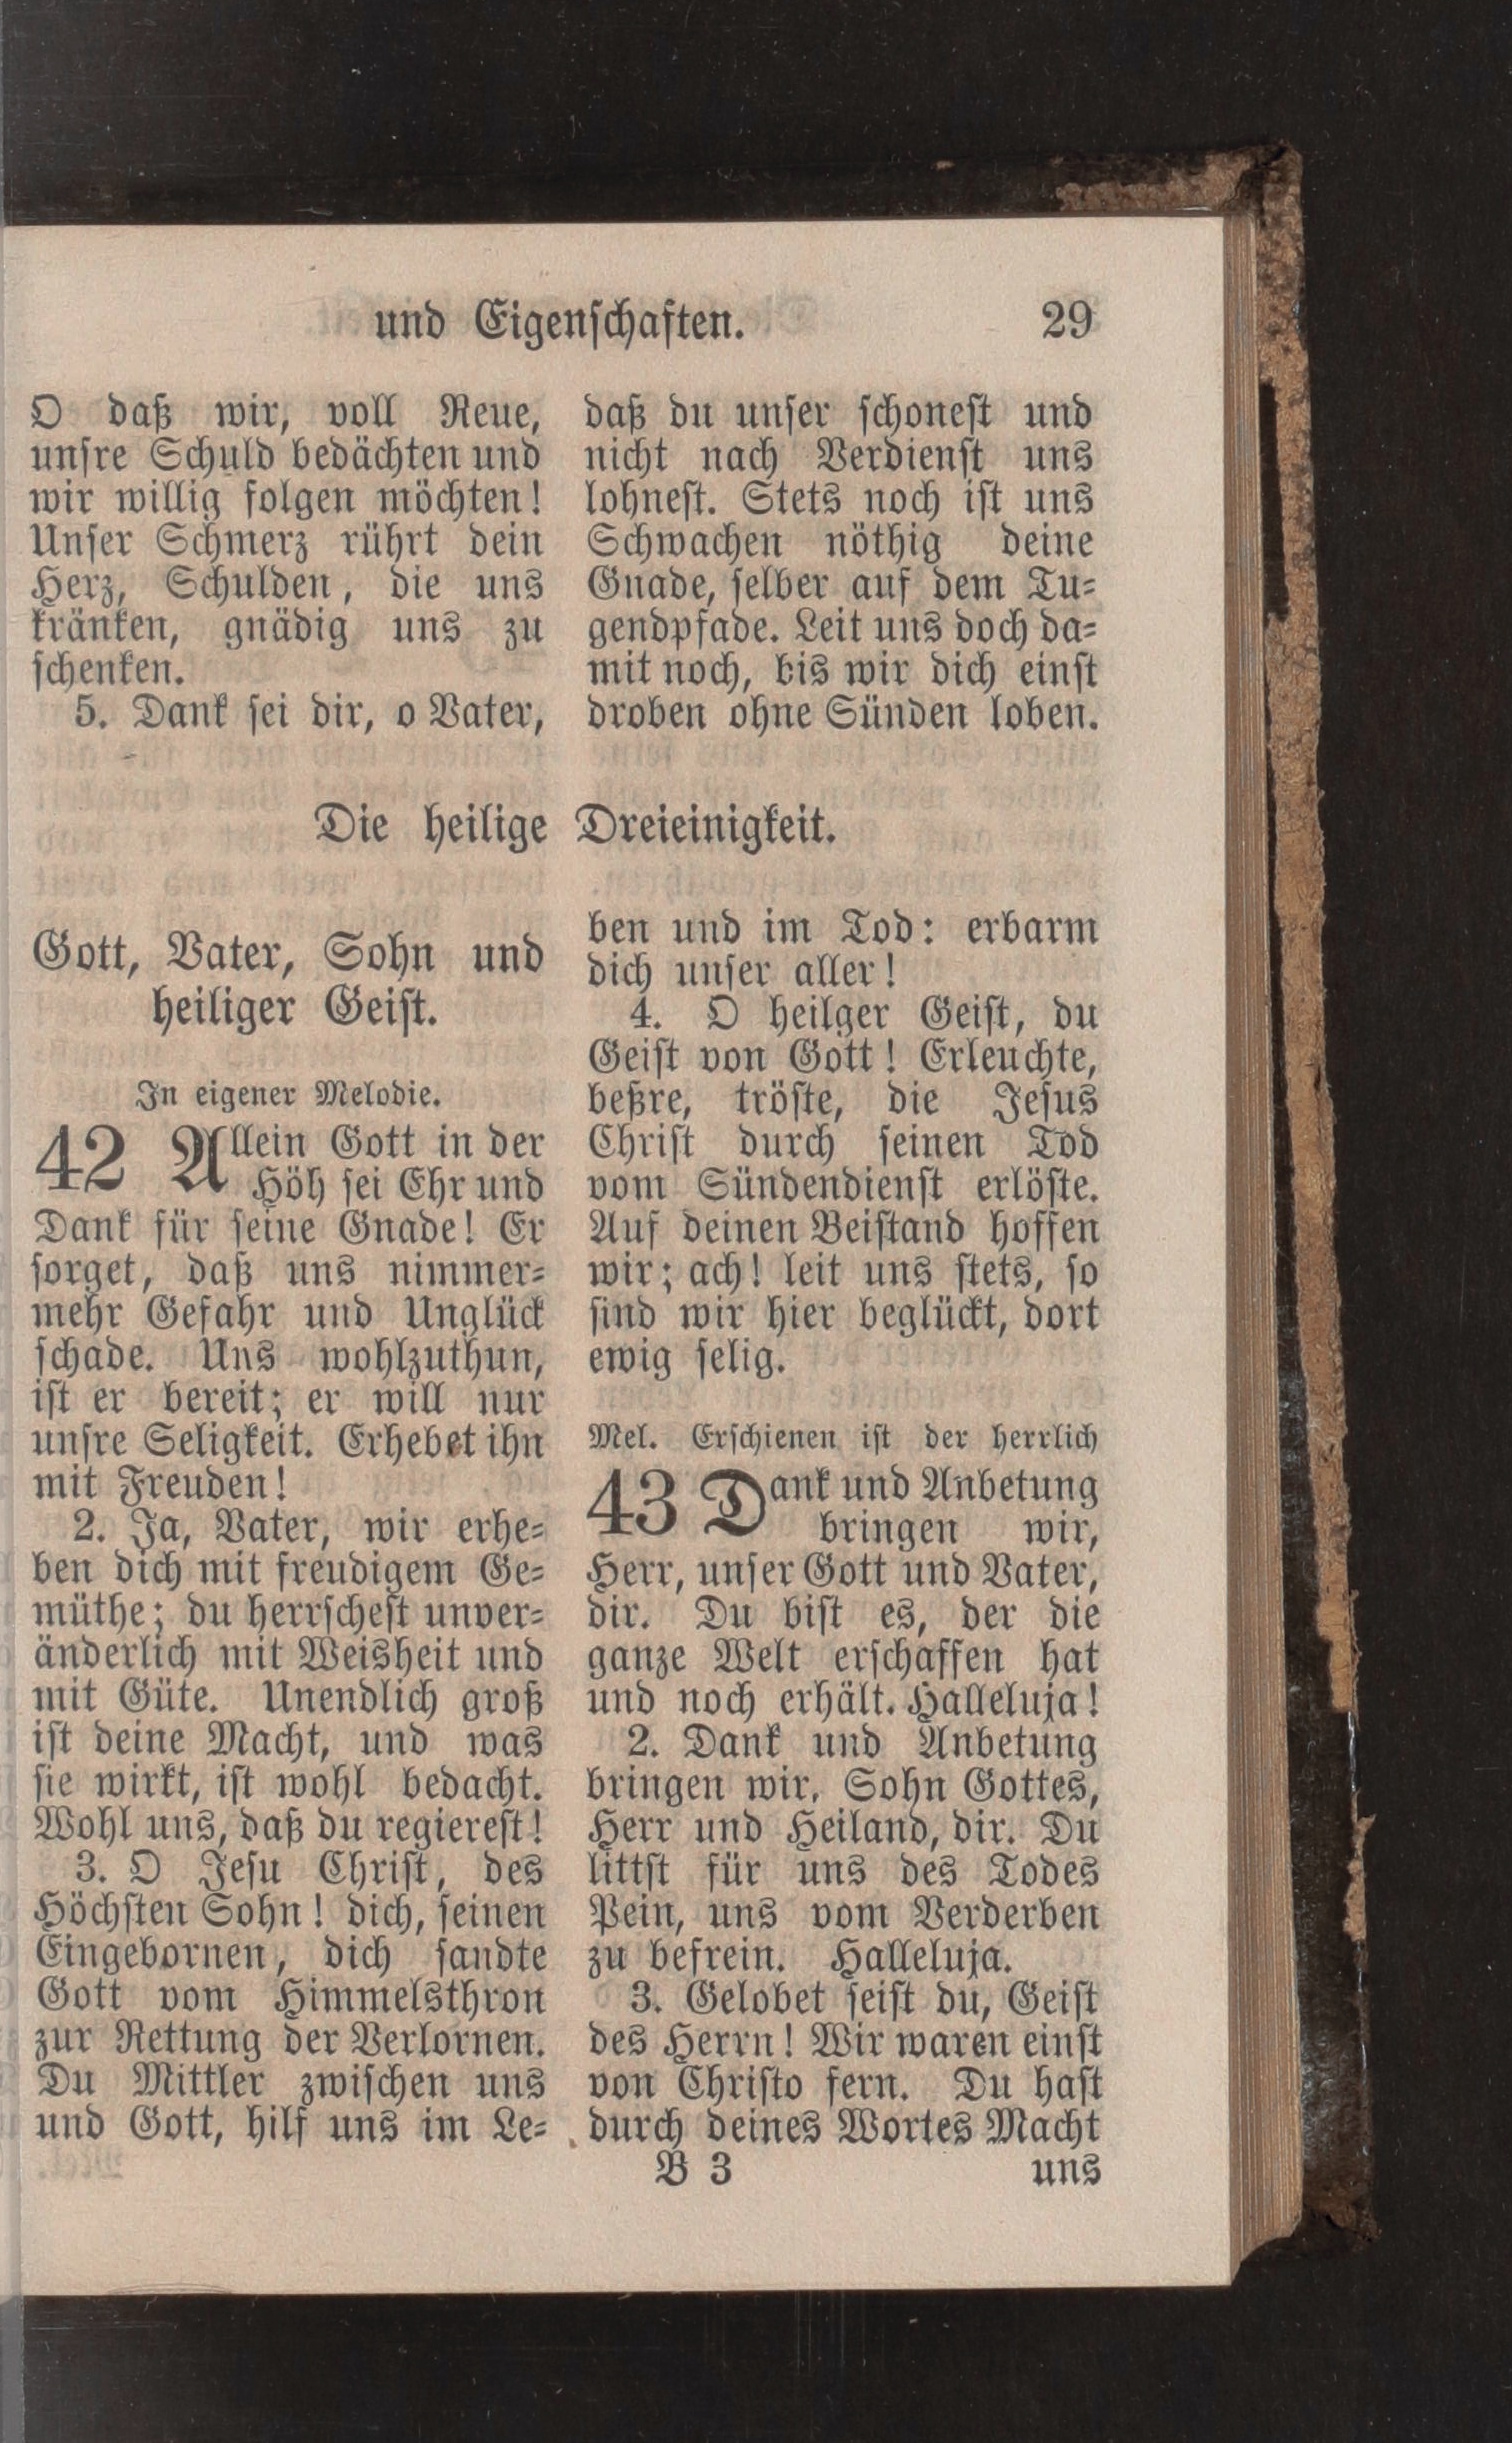 und Eigenschaften. 29
O daß wir, voll Reue,
unsre Schuld bedächten und
wir willig folgen möchten!
Unser Schmerz rührt dein
Herz, Schulden, die uns
kränken, gnädig uns zu
schenken.
5. Dank sei dir, o Vater,
daß du unser schonest und
nicht nach Verdienst uns
lohnest. Stets noch ist uns
Schwachen nöthig deine
Gnade, selber auf dem Tu-
gendpfade. Leit uns doch da-
mit noch, bis wir dich einst
droben ohne Sünden loben.
Die heilige Dreieinigkeit.
Gott, Vater, Sohn und
heiliger Geist.
In eigener Melodie.
42 Allein Gott in der
Höh sei Ehr und
Dank für seine Gnade! Er
sorget, daß uns nimmer-
mehr Gefahr und Unglück
schade. Uns wohlzuthun,
ist er bereit; er will nur
unsre Seligkeit. Erhebet ihn
mit Freuden!
2. Ja, Vater, wir erhe-
ben dich mit freudigem Ge-
müthe; du herrschest unver-
änderlich mit Weisheit und
mit Güte. Unendlich groß
ist deine Macht, und was
sie wirkt, ist wohl bedacht.
Wohl uns, daß du regierest!
3. O Jesu Christ, des
Höchsten Sohn! dich, seinen
Eingebornen, dich sandte
Gott vom Himmelsthron
zur Rettung der Verlornen.
Du Mittler zwischen uns
und Gott, hilf uns im Le-
ben und im Tod: erbarm
dich unser aller!
4. O heilger Geist, du
Geist von Gott! Erleuchte,
beßre, tröste, die Jesus
Christ durch seinen Tod
vom Sündendienst erlöste.
Auf deinen Beistand hoffen
wir; ach! leit uns stets, so
sind wir hier beglückt, dort
ewig selig.
Mel. Erschienen ist der herrlich
43 Dank und Anbetung
bringen wir,
Herr, unser Gott und Vater,
dir. Du bist es, der die
ganze Welt erschaffen hat
und noch erhält. Halleluja!
2. Dank und Anbetung
bringen wir, Sohn Gottes,
Herr und Heiland, dir. Du
littst für uns des Todes
Pein, uns vom Verderben
zu befrein. Halleluja.
3. Gelobet seist du, Geist
des Herrn! Wir waren einst
von Christo fern. Du hast
durch deines Wortes Macht
B 3 uns